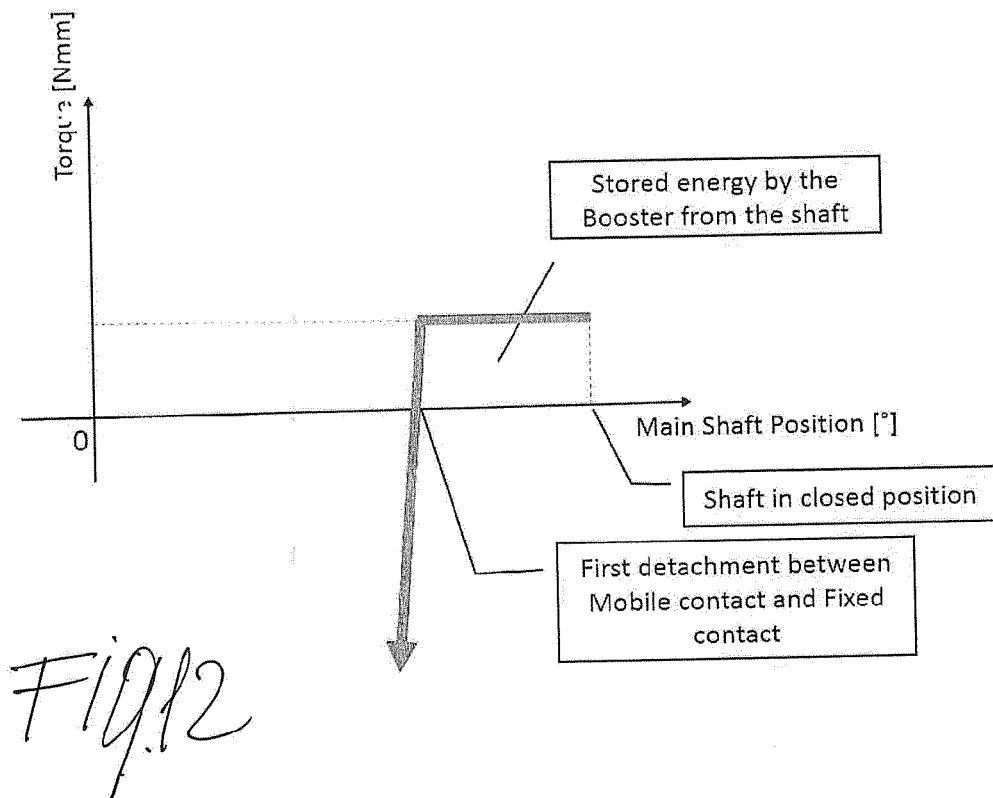 Torque [Nmm]
Stored energy by the
Booster from the shaft
0
Main Shaft Position [°]
Shaft in closed position
First detachment between
Mobile contact and Fixed
contact
Fig.12